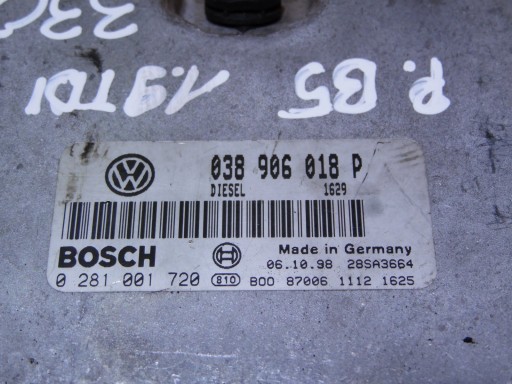 1.9TDI P. B5
038 906 018 P
DIESEL 1629
BOSCH Made in Germany
06.10.98 28SA3664
0 281 001 720 810 B00 87006 1112 1625